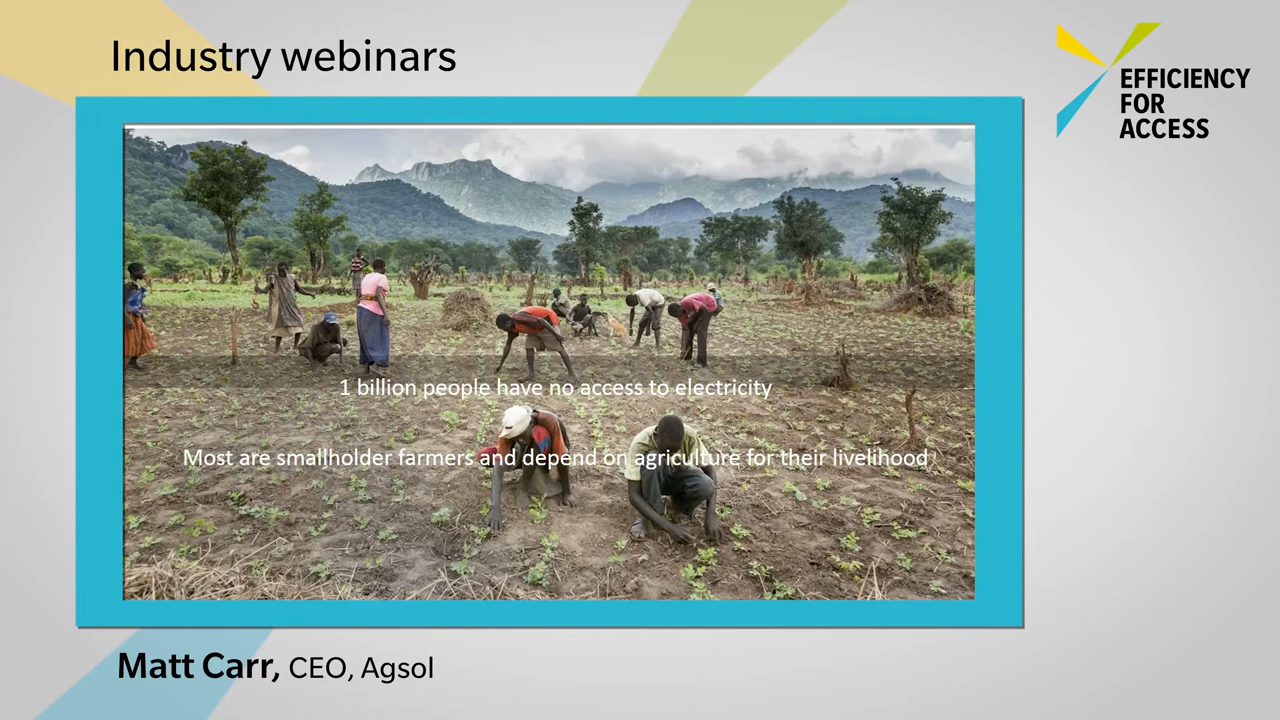 Industry webinars
EFFICIENCY
FOR
ACCESS
1 billion people have no access to electricity
Most are smallholder farmers and depend on agriculture for their livelihood
Matt Carr, CEO, Agsol